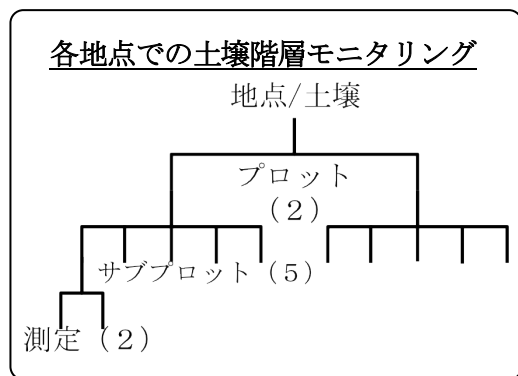 各地点での土壌階層モニタリング
地点/土壌
プロット
（２）
サブプロット（５）
測定（２）